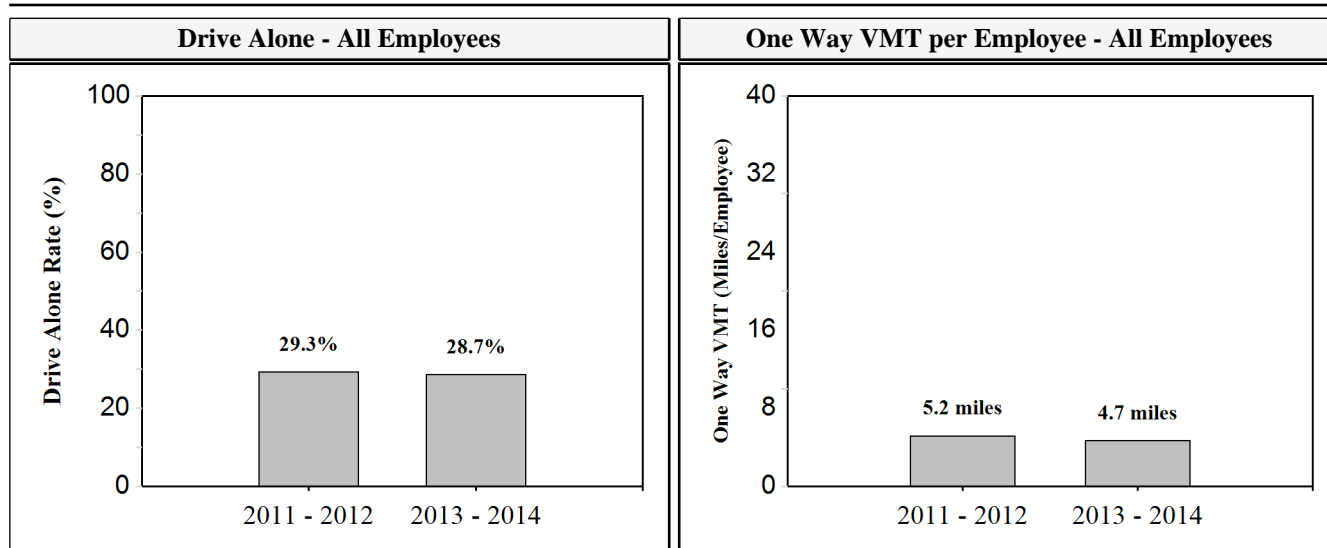 Drive Alone - All Employees
100
80
60
40
20
0
Drive Alone Rate (%)
29.3%
28.7%
2011 - 2012
2013 - 2014
One Way VMT per Employee - All Employees
40
32
24
16
8
0
One Way VMT (Miles/Employee)
5.2 miles
4.7 miles
2011 - 2012
2013 - 2014